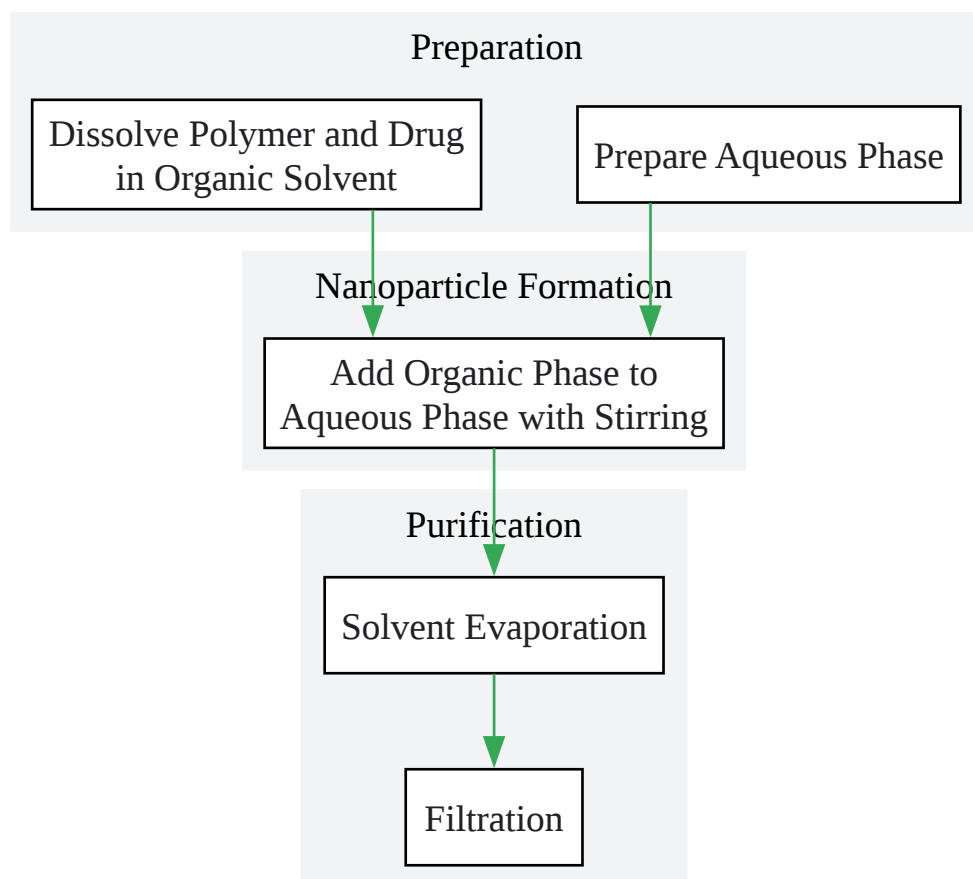 Preparation
Dissolve Polymer and Drug
in Organic Solvent
Prepare Aqueous Phase
Nanoparticle Formation
Add Organic Phase to
Aqueous Phase with Stirring
Purification
Solvent Evaporation
Filtration